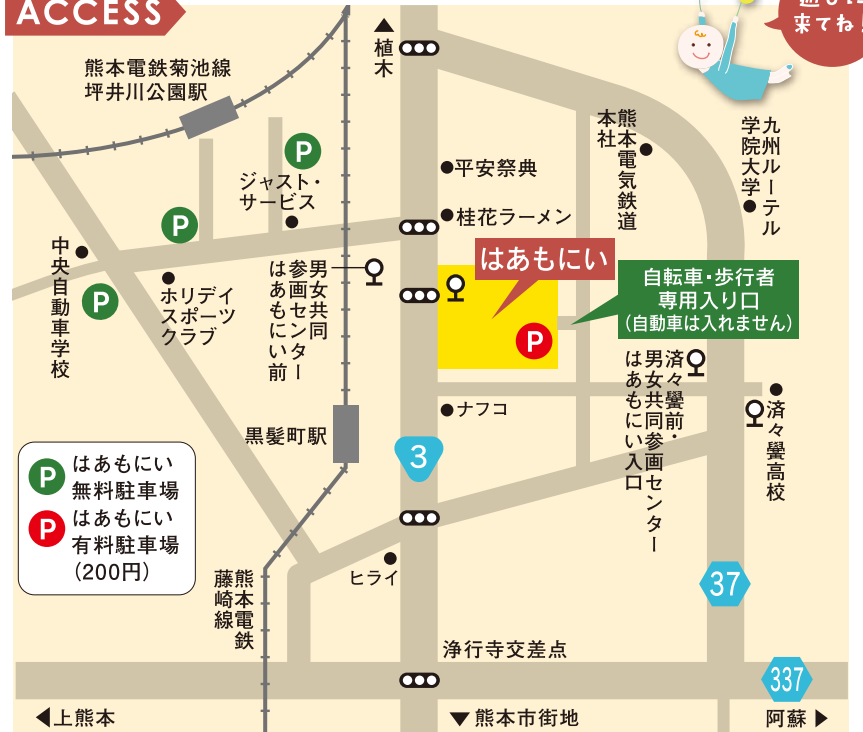 ACCESS
来てね!
▲植木
熊本電鉄菊池線
坪井川公園駅
P
ジャスト・
サービス
P
平安祭典
桂花ラーメン
熊本電気鉄道
本社
九州ルーテル
学院大学
はあもにい
自転車・歩行者
専用入り口
(自動車は入れません)
P
中央自動車学校
P
ホリデイ
スポーツ
クラブ
男女共同
参画センター
はあもにい前
ナフコ
済々黌前・
男女共同参画センター
はあもにい入口
済々黌高校
黒髪町駅
3
P
はあもにい
無料駐車場
P
はあもにい
有料駐車場
(200円)
ヒライ
熊本電鉄
藤崎線
37
浄行寺交差点
337
◀上熊本
▼熊本市街地
阿蘇▶